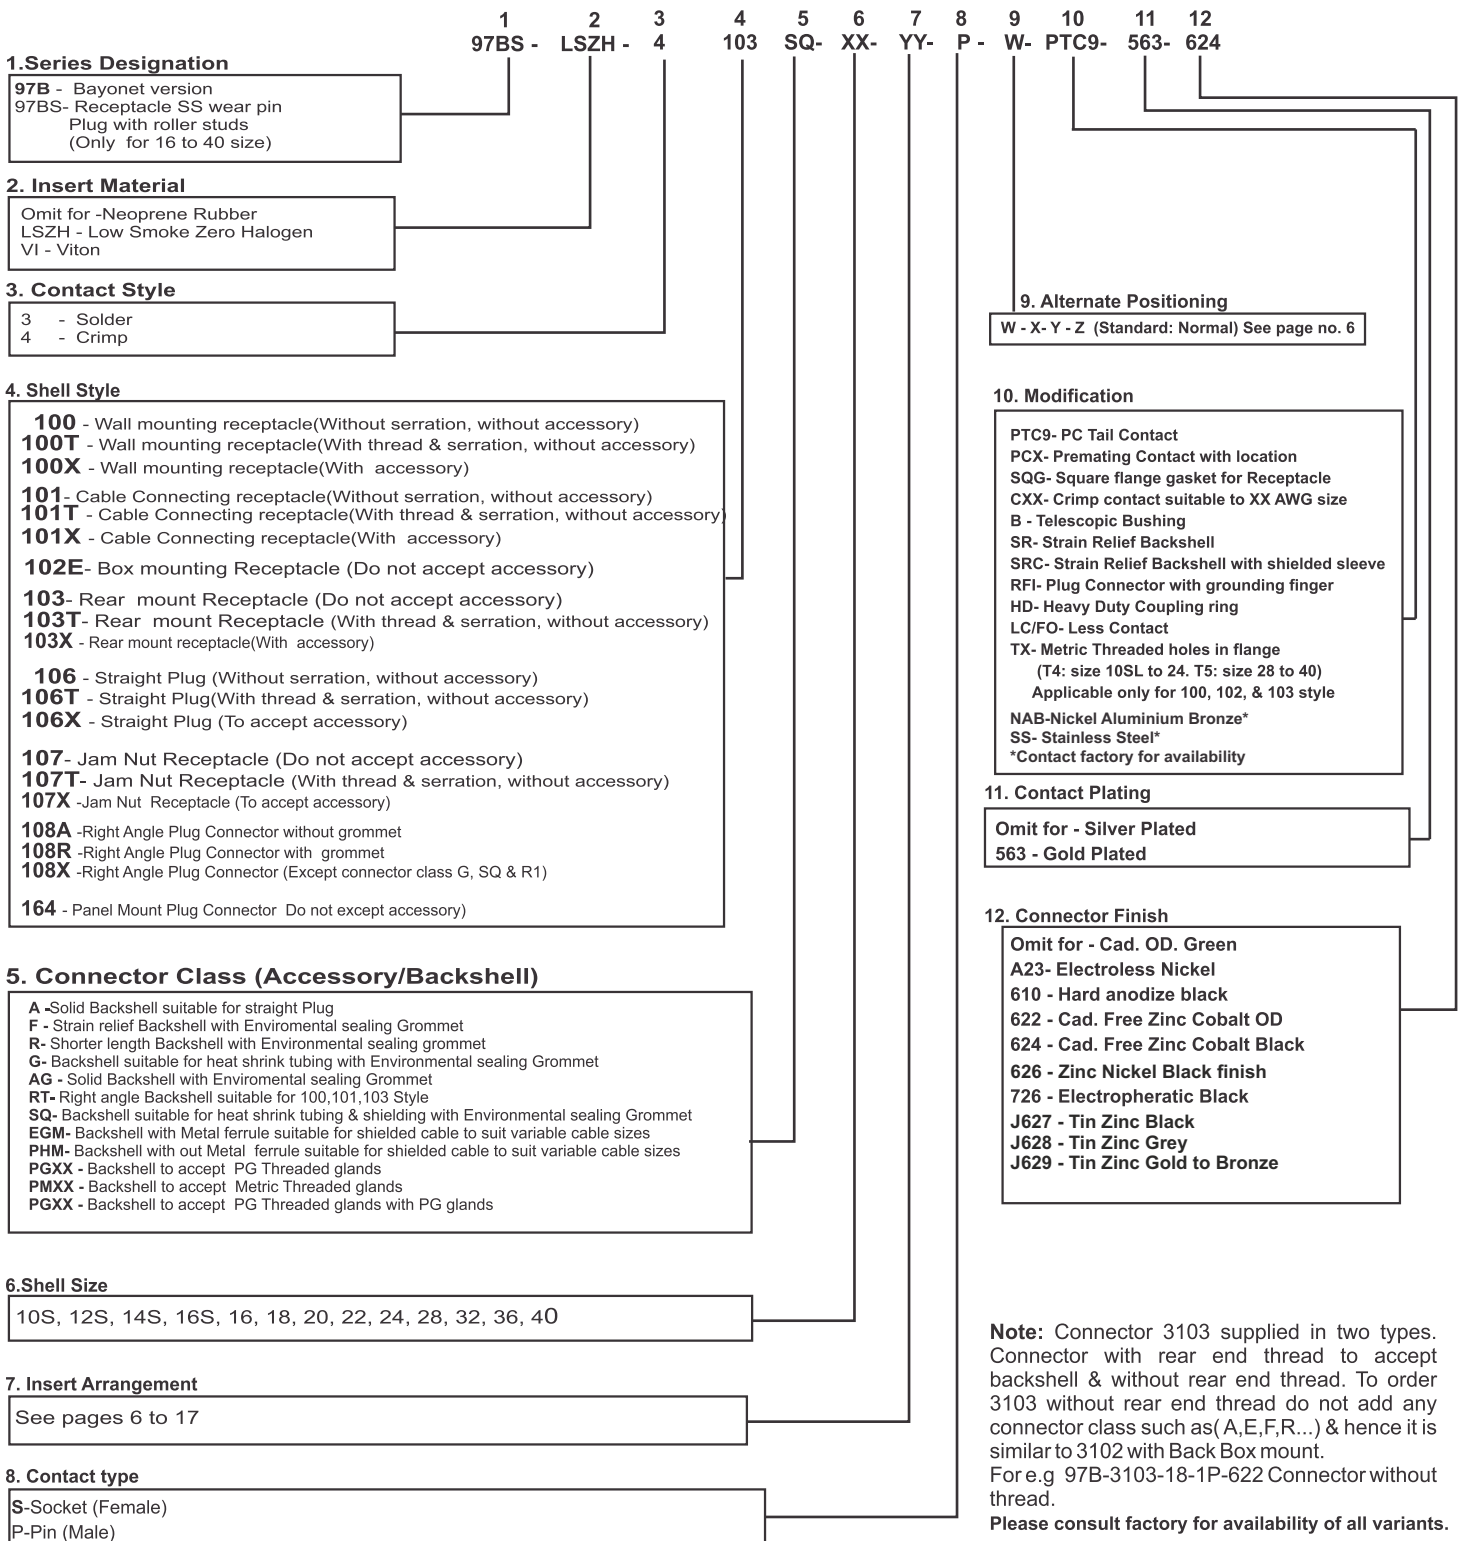 1 2 3 4 5 6 7 8 9 10 11 12
97BS - LSZH - 4 103 SQ- XX- YY- P - W- PTC9- 563- 624
1.Series Designation
97B - Bayonet version
97BS- Receptacle SS wear pin
Plug with roller studs
(Only for 16 to 40 size)
2. Insert Material
Omit for -Neoprene Rubber
LSZH - Low Smoke Zero Halogen
VI - Viton
3. Contact Style
3 - Solder
4 - Crimp
4. Shell Style
100 - Wall mounting receptacle(Without serration, without accessory)
100T - Wall mounting receptacle(With thread & serration, without accessory)
100X - Wall mounting receptacle(With accessory)
101- Cable Connecting receptacle(Without serration, without accessory)
101T - Cable Connecting receptacle(With thread & serration, without accessory)
101X - Cable Connecting receptacle(With accessory)
102E- Box mounting Receptacle (Do not accept accessory)
103- Rear mount Receptacle (Do not accept accessory)
103T- Rear mount Receptacle (With thread & serration, without accessory)
103X - Rear mount receptacle(With accessory)
106 - Straight Plug (Without serration, without accessory)
106T - Straight Plug(With thread & serration, without accessory)
106X - Straight Plug (To accept accessory)
107- Jam Nut Receptacle (Do not accept accessory)
107T- Jam Nut Receptacle (With thread & serration, without accessory)
107X -Jam Nut Receptacle (To accept accessory)
108A -Right Angle Plug Connector without grommet
108R -Right Angle Plug Connector with grommet
108X -Right Angle Plug Connector (Except connector class G, SQ & R1)
164 - Panel Mount Plug Connector Do not except accessory)
5. Connector Class (Accessory/Backshell)
A -Solid Backshell suitable for straight Plug
F - Strain relief Backshell with Enviromental sealing Grommet
R- Shorter length Backshell with Environmental sealing grommet
G- Backshell suitable for heat shrink tubing with Environmental sealing Grommet
AG - Solid Backshell with Enviromental sealing Grommet
RT- Right angle Backshell suitable for 100,101,103 Style
SQ- Backshell suitable for heat shrink tubing & shielding with Environmental sealing Grommet
EGM- Backshell with Metal ferrule suitable for shielded cable to suit variable cable sizes
PHM- Backshell with out Metal ferrule suitable for shielded cable to suit variable cable sizes
PGXX - Backshell to accept PG Threaded glands
PMXX - Backshell to accept Metric Threaded glands
PGXX - Backshell to accept PG Threaded glands with PG glands
6.Shell Size
10S, 12S, 14S, 16S, 16, 18, 20, 22, 24, 28, 32, 36, 40
7. Insert Arrangement
See pages 6 to 17
8. Contact type
S-Socket (Female)
P-Pin (Male)
9. Alternate Positioning
W - X- Y - Z (Standard: Normal) See page no. 6
10. Modification
PTC9- PC Tail Contact
PCX- Premating Contact with location
SQG- Square flange gasket for Receptacle
CXX- Crimp contact suitable to XX AWG size
B - Telescopic Bushing
SR- Strain Relief Backshell
SRC- Strain Relief Backshell with shielded sleeve
RFI- Plug Connector with grounding finger
HD- Heavy Duty Coupling ring
LC/FO- Less Contact
TX- Metric Threaded holes in flange
(T4: size 10SL to 24. T5: size 28 to 40)
Applicable only for 100, 102, & 103 style
NAB-Nickel Aluminium Bronze*
SS- Stainless Steel*
*Contact factory for availability
11. Contact Plating
Omit for - Silver Plated
563 - Gold Plated
12. Connector Finish
Omit for - Cad. OD. Green
A23- Electroless Nickel
610 - Hard anodize black
622 - Cad. Free Zinc Cobalt OD
624 - Cad. Free Zinc Cobalt Black
626 - Zinc Nickel Black finish
726 - Electropheratic Black
J627 - Tin Zinc Black
J628 - Tin Zinc Grey
J629 - Tin Zinc Gold to Bronze
Note: Connector 3103 supplied in two types.
Connector with rear end thread to accept
backshell & without rear end thread. To order
3103 without rear end thread do not add any
connector class such as( A,E,F,R...) & hence it is
similar to 3102 with Back Box mount.
For e.g 97B-3103-18-1P-622 Connector without
thread.
Please consult factory for availability of all variants.